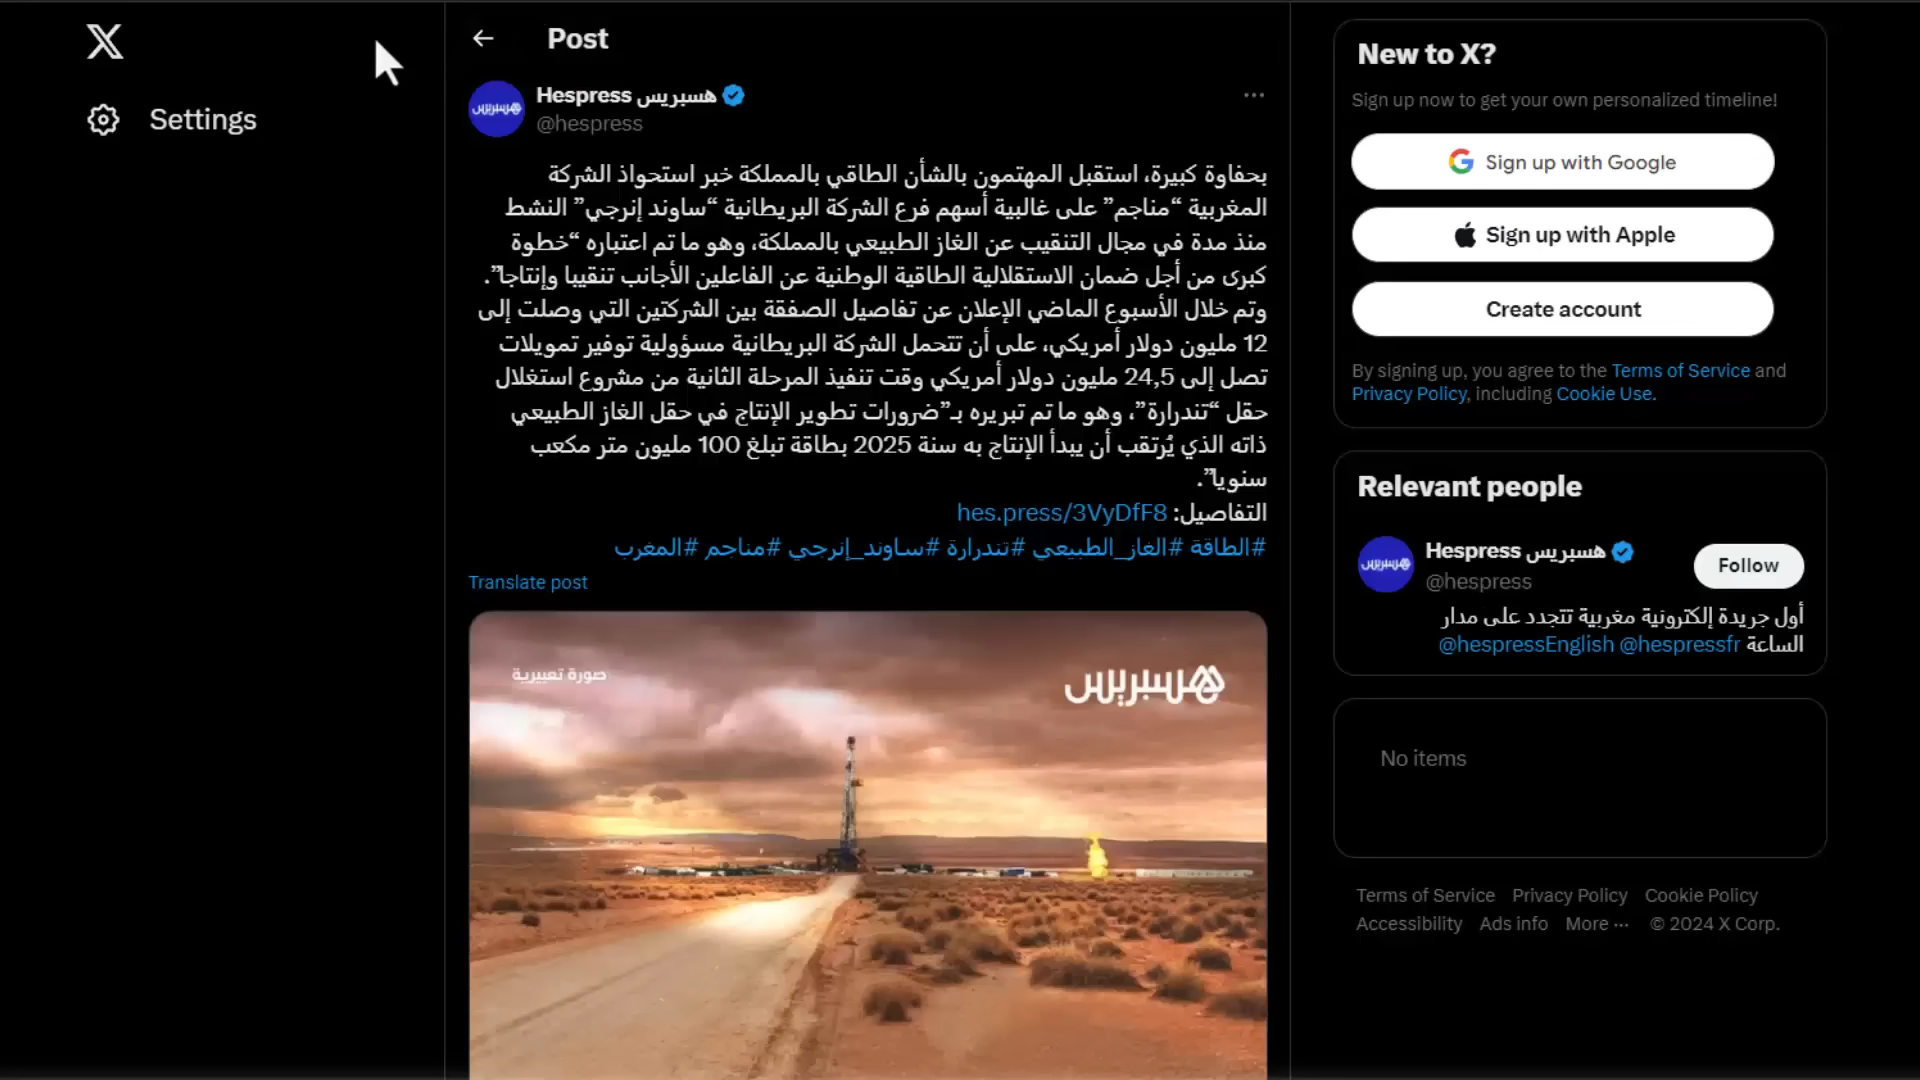 Settings
Post
Hespress هسبريس
@hespress
بحفاوة كبيرة، استقبل المهتمون بالشأن الطاقي بالمملكة خبر استحواذ الشركة
المغربية “مناجم” على غالبية أسهم فرع الشركة البريطانية “ساوند إنرجي” النشط
منذ مدة في مجال التنقيب عن الغاز الطبيعي بالمملكة، وهو ما تم اعتباره “خطوة
كبرى من أجل ضمان الاستقلالية الطاقية الوطنية عن الفاعلين الأجانب تنقيبا وإنتاجا”.
وتم خلال الأسبوع الماضي الإعلان عن تفاصيل الصفقة بين الشركتين التي وصلت إلى
12 مليون دولار أمريكي، على أن تتحمل الشركة البريطانية مسؤولية توفير تمويلات
تصل إلى 24,5 مليون دولار أمريكي وقت تنفيذ المرحلة الثانية من مشروع استغلال
حقل “تندرارة”، وهو ما تم تبريره بـ”ضرورات تطوير الإنتاج في حقل الغاز الطبيعي
ذاته الذي يُرتقب أن يبدأ الإنتاج به سنة 2025 بطاقة تبلغ 100 مليون متر مكعب
سنويا”.
التفاصيل: hes.press/3VyDfF8
#الطاقة #الغاز_الطبيعي #تندرارة #ساوند_إنرجي #مناجم #المغرب
Translate post
صورة تعبيرية
هسبريس
New to X?
Sign up now to get your own personalized timeline!
Sign up with Google
Sign up with Apple
Create account
By signing up, you agree to the Terms of Service and
Privacy Policy, including Cookie Use.
Relevant people
Hespress هسبريس
@hespress
Follow
أول جريدة إلكترونية مغربية تتجدد على مدار
الساعة @hespressfr @hespressEnglish
No items
Terms of Service Privacy Policy Cookie Policy
Accessibility Ads info More ··· © 2024 X Corp.